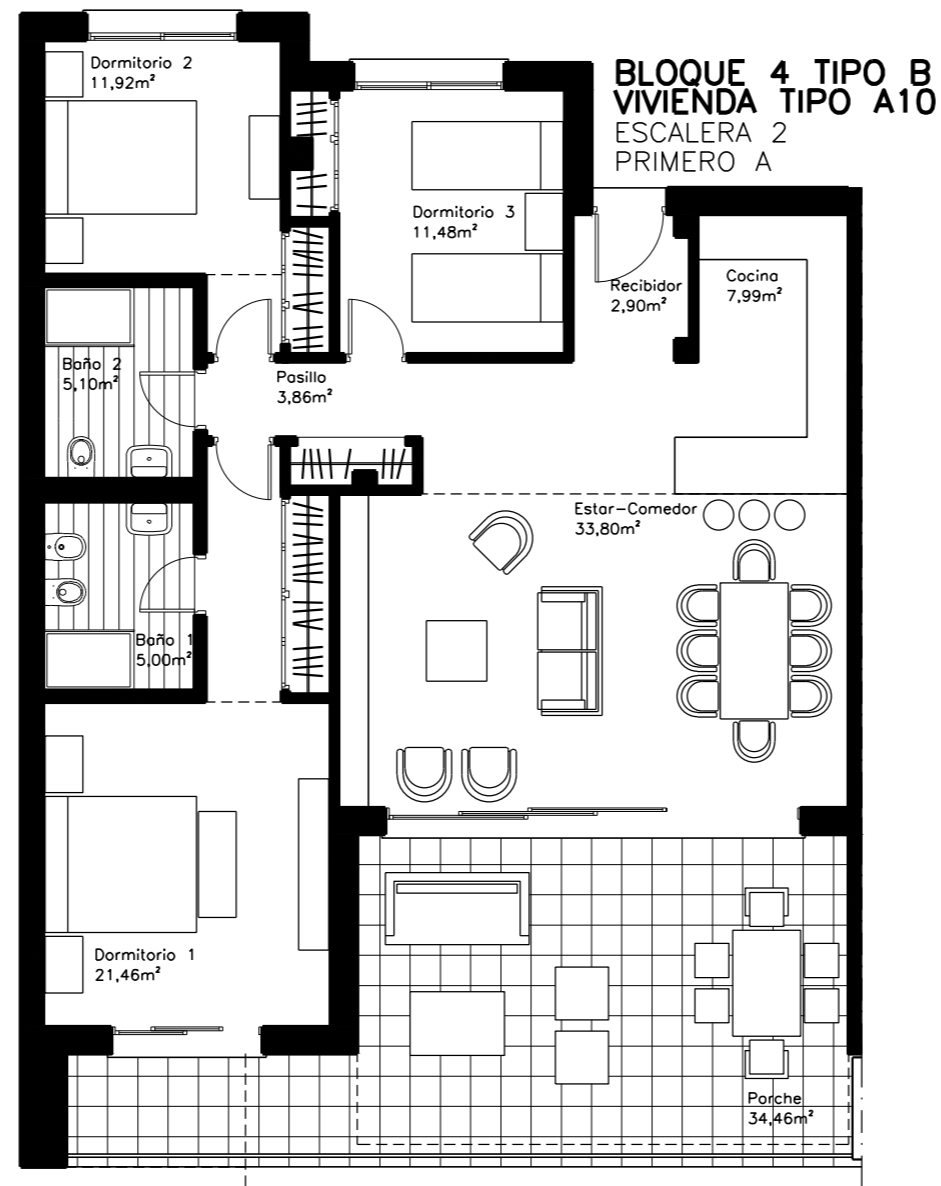 BLOQUE 4 TIPO B
VIVIENDA TIPO A10
ESCALERA 2
PRIMERO A
Dormitorio 2
11,92m²
Dormitorio 3
11,48m²
Recibidor
2,90m²
Cocina
7,99m²
Baño 2
5,10m²
Pasillo
3,86m²
Estar-Comedor
33,80m²
Baño 1
5,00m²
Dormitorio 1
21,46m²
Porche
34,46m²